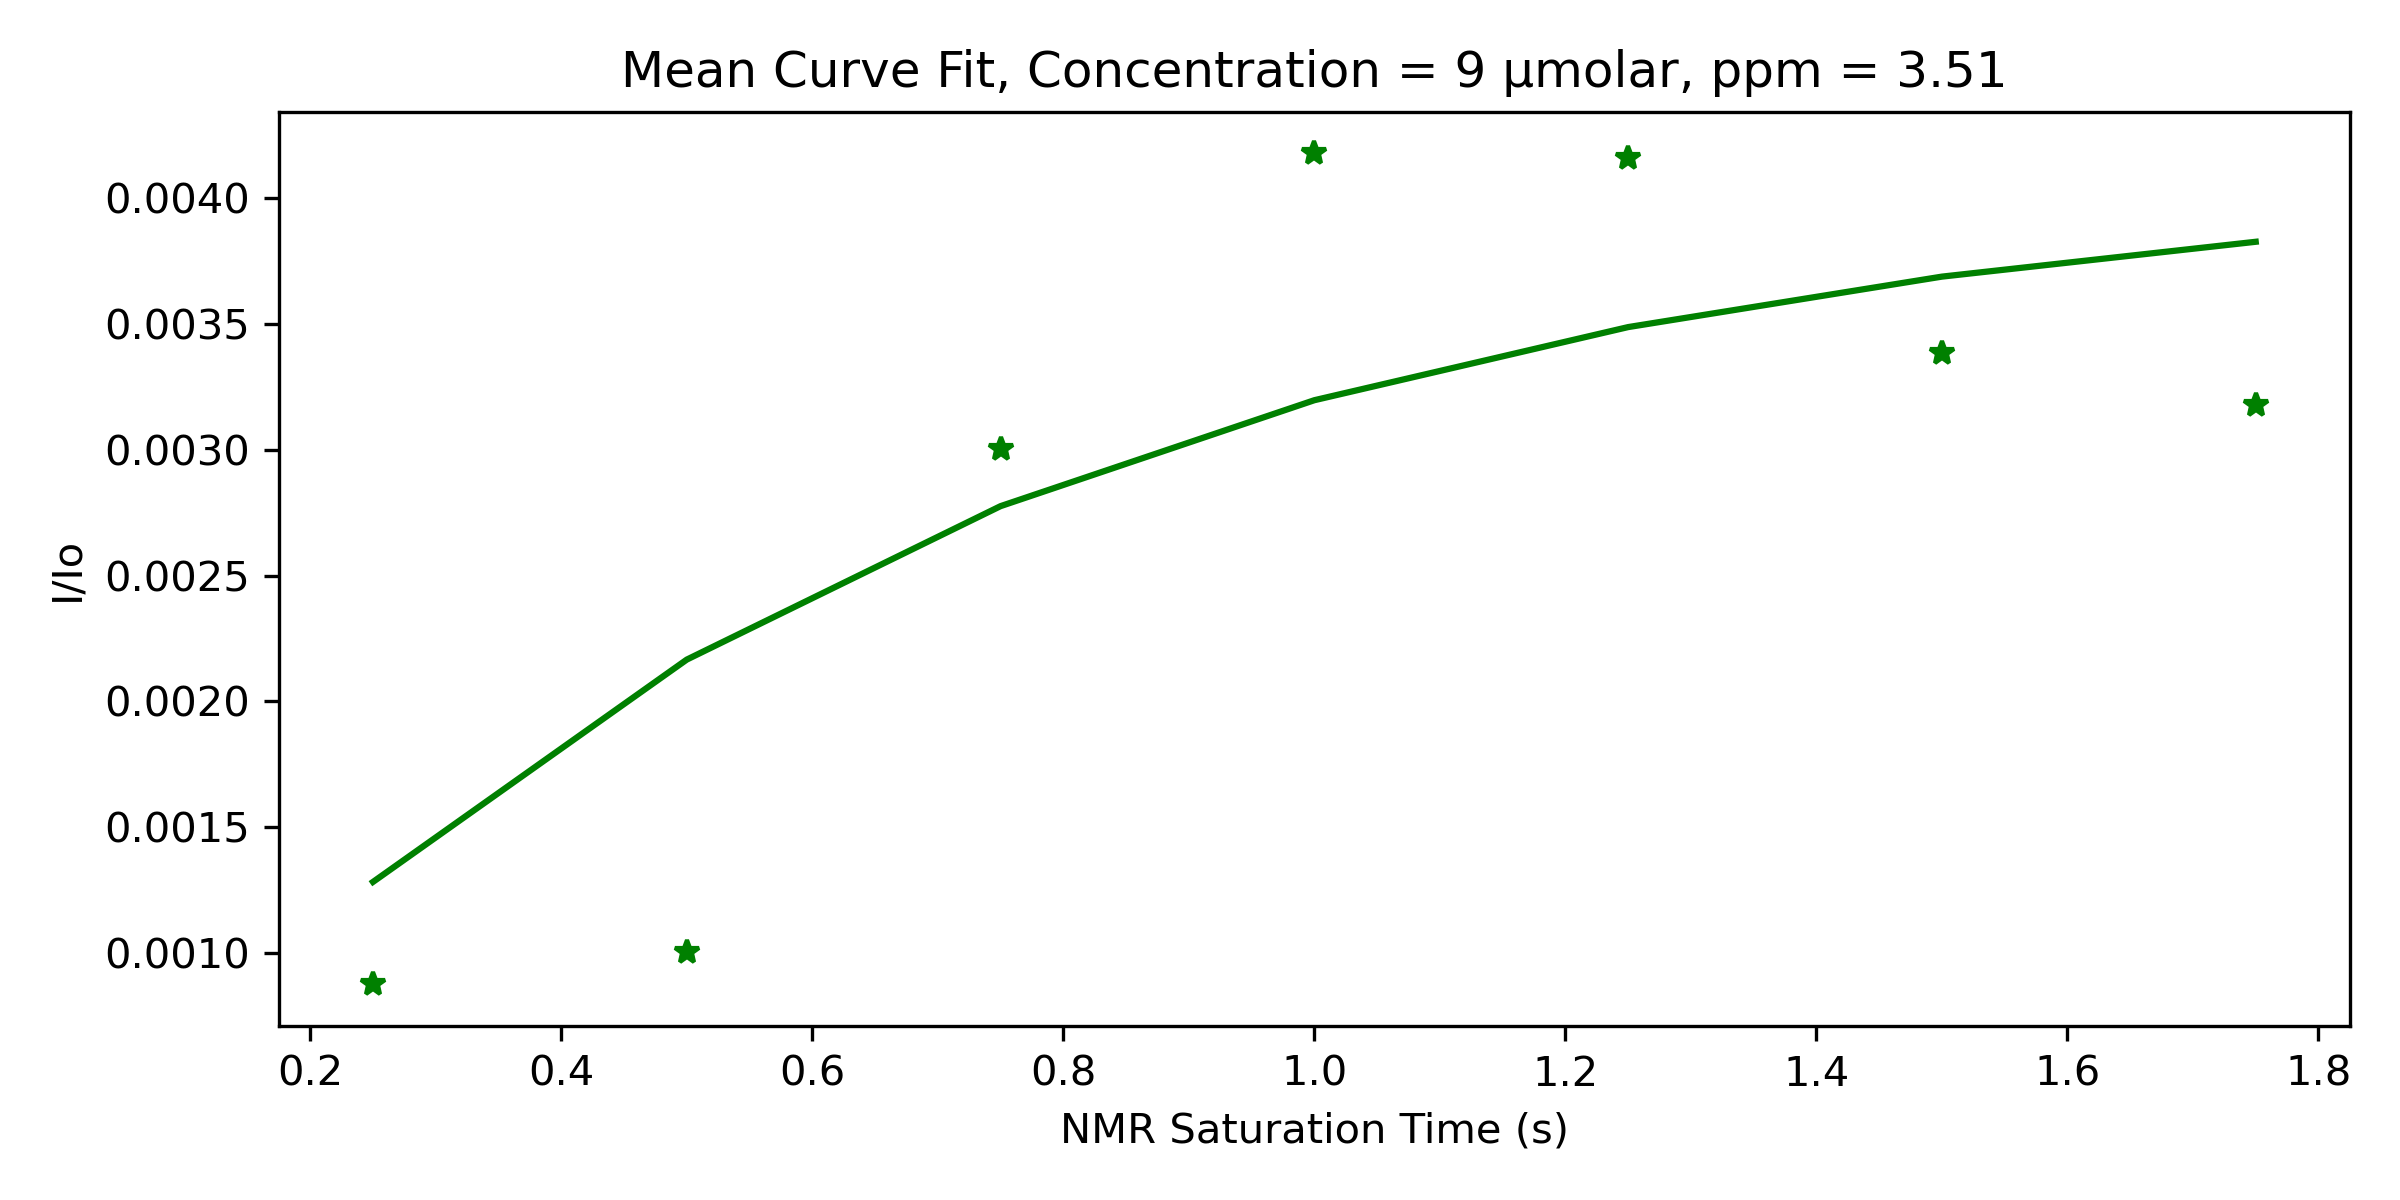 Mean Curve Fit, Concentration = 9 µmolar, ppm = 3.51
0.0040
0.0035
0.0030
0.0025
0.0020
0.0015
0.0010
I/Io
0.2 0.4 0.6 0.8 1.0 1.2 1.4 1.6 1.8
NMR Saturation Time (s)